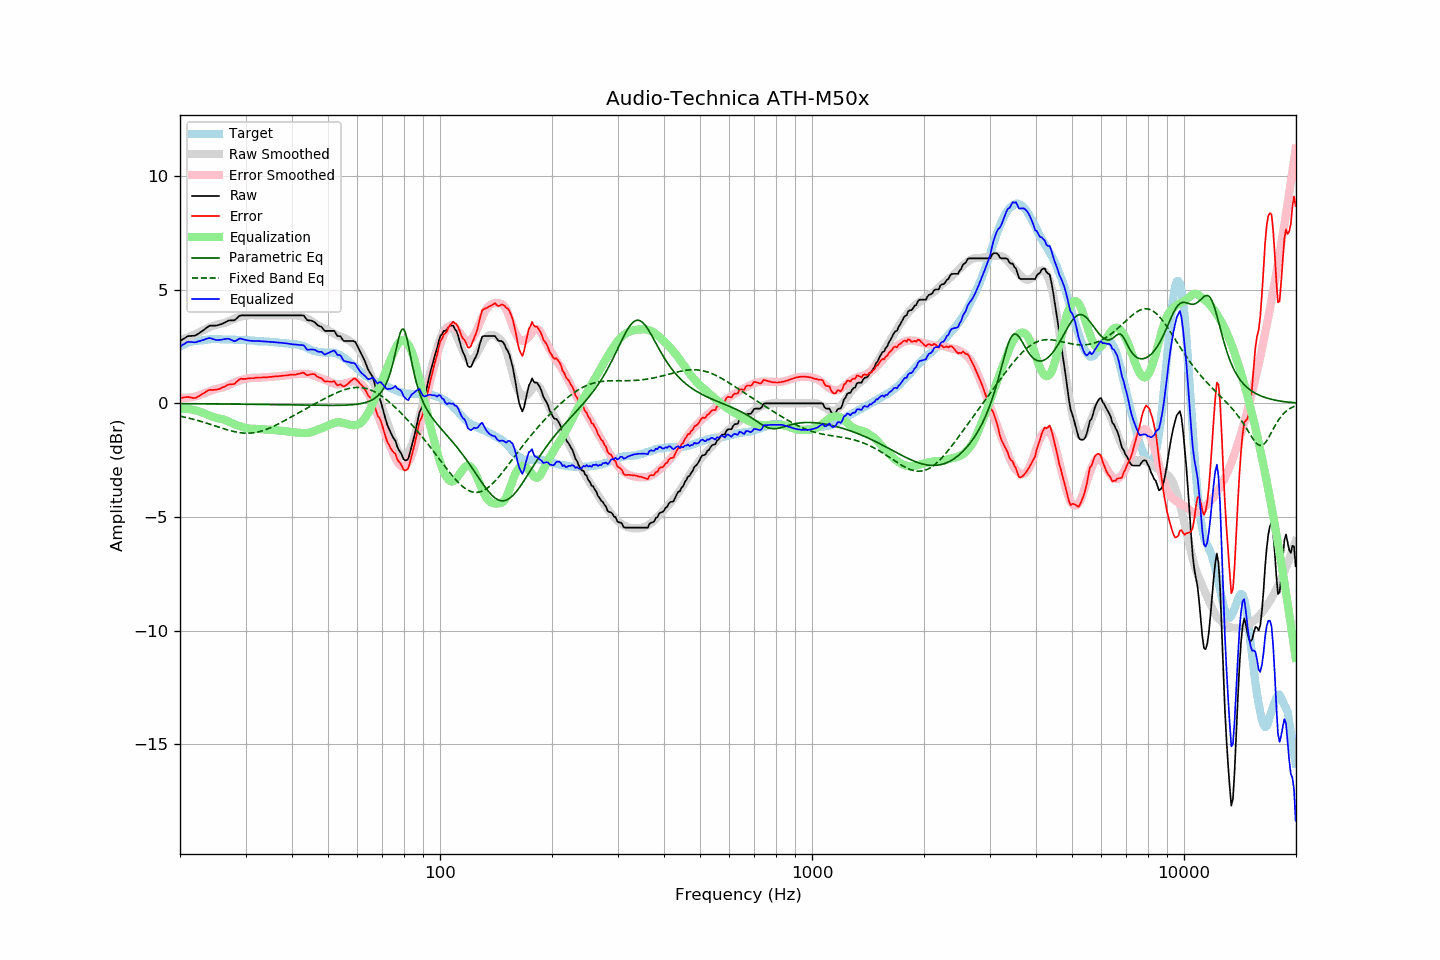 Audio-Technica ATH-M50x
Target
Raw Smoothed
Error Smoothed
Raw
Error
Equalization
Parametric Eq
Fixed Band Eq
Equalized
10
5
0
−5
−10
−15
Amplitude (dBr)
100 1000 10000
Frequency (Hz)